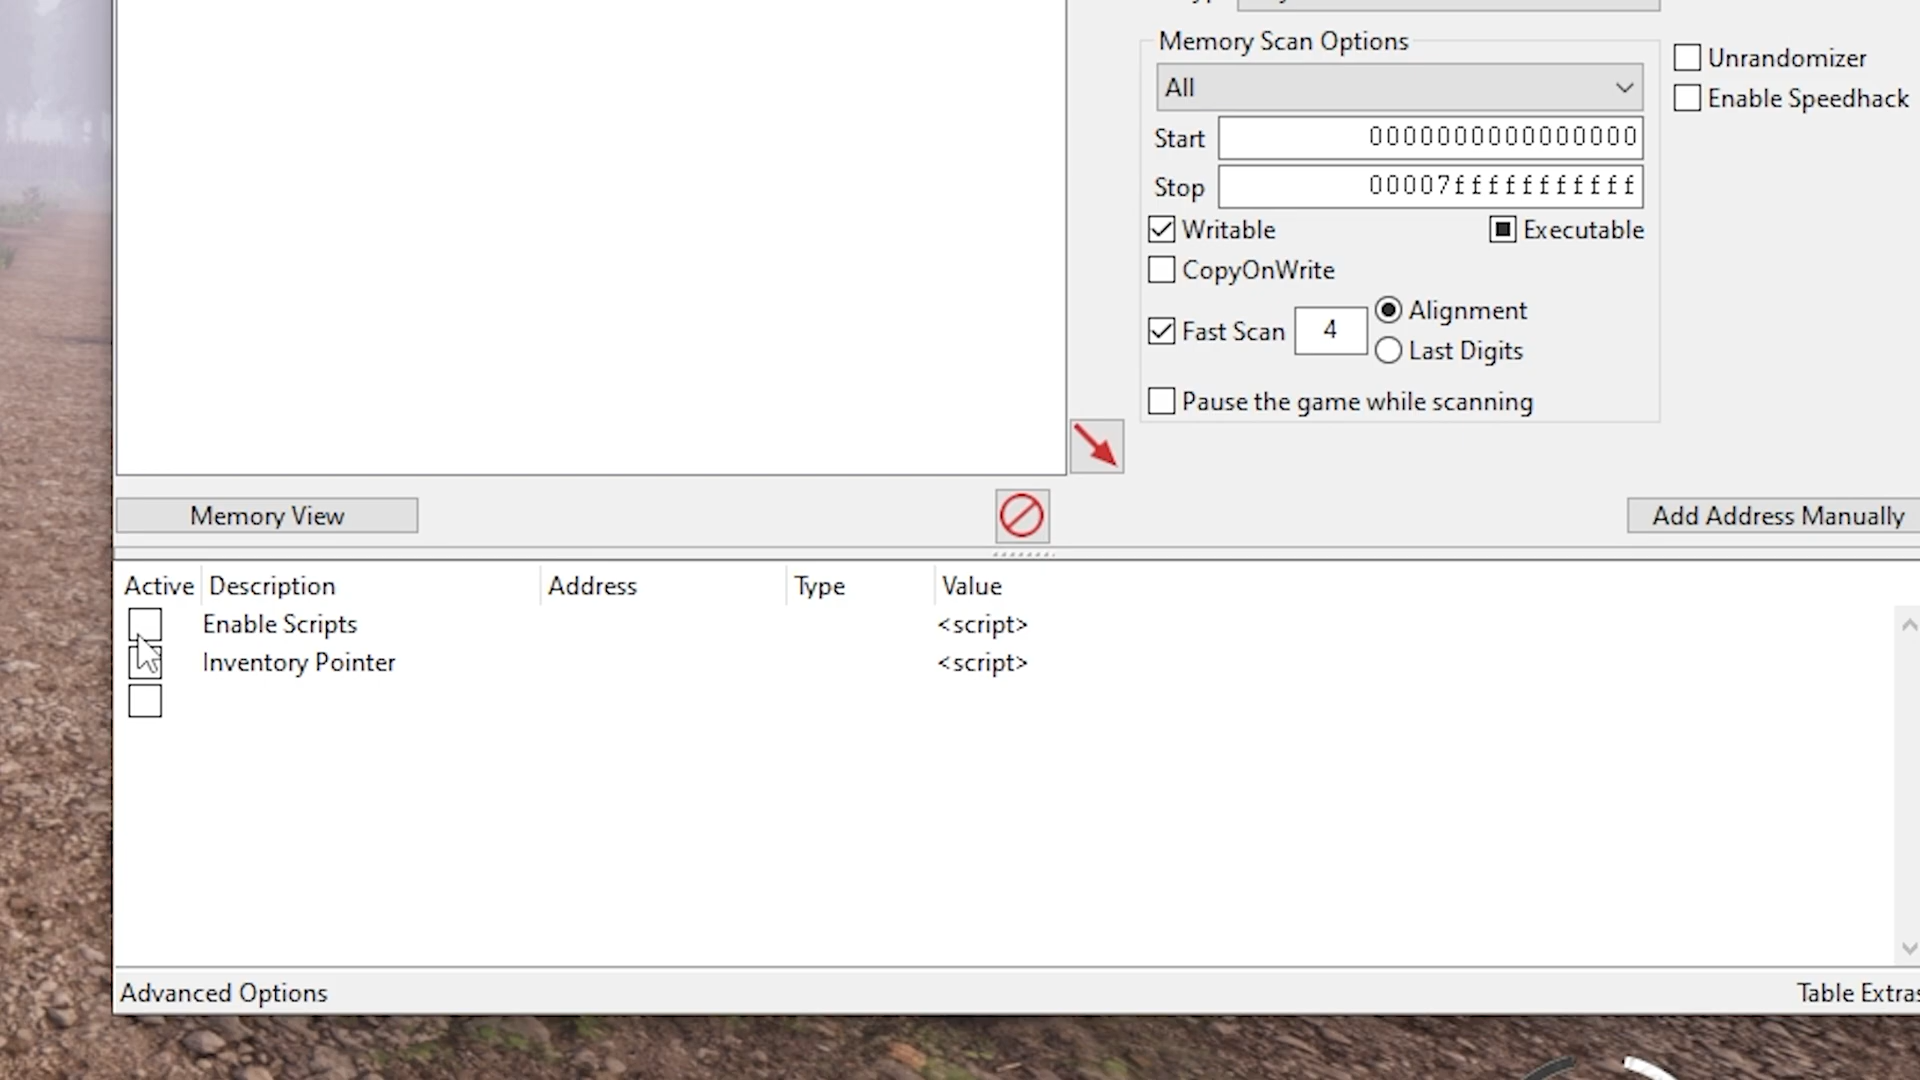 Memory Scan Options
All
Unrandomizer
Enable Speedhack
Start 0000000000000000
Stop 00007fffffffffff
Writable Executable
CopyOnWrite
Fast Scan 4 Alignment
Last Digits
Pause the game while scanning
Memory View
Add Address Manually
Active Description Address Type Value
Enable Scripts <script>
Inventory Pointer <script>
Advanced Options
Table Extras